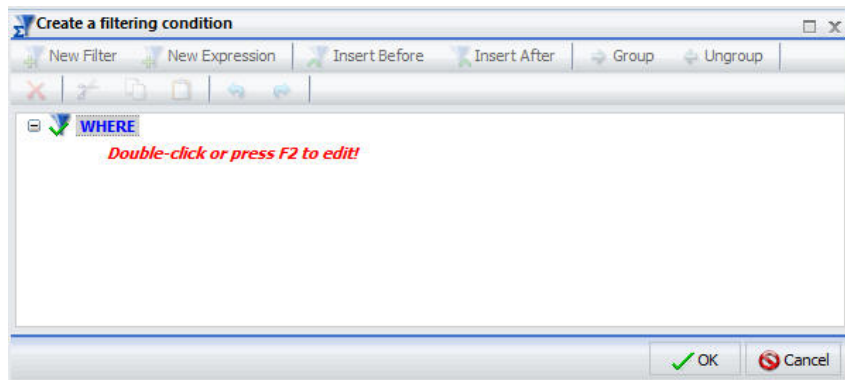 Create a filtering condition
New Filter New Expression Insert Before Insert After Group Ungroup
WHERE
Double-click or press F2 to edit!
OK Cancel